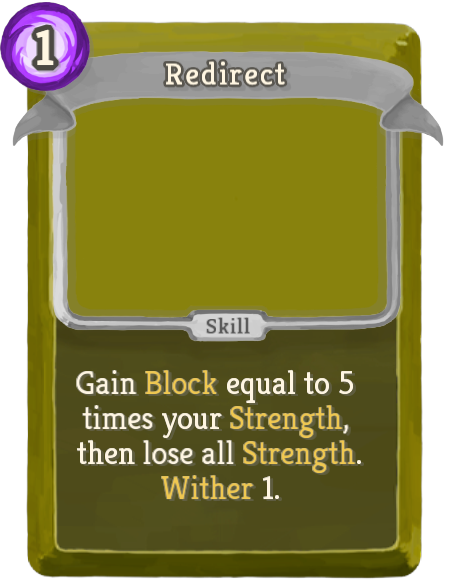 1
Redirect
Skill
Gain Block equal to 5
times your Strength,
then lose all Strength.
Wither 1.